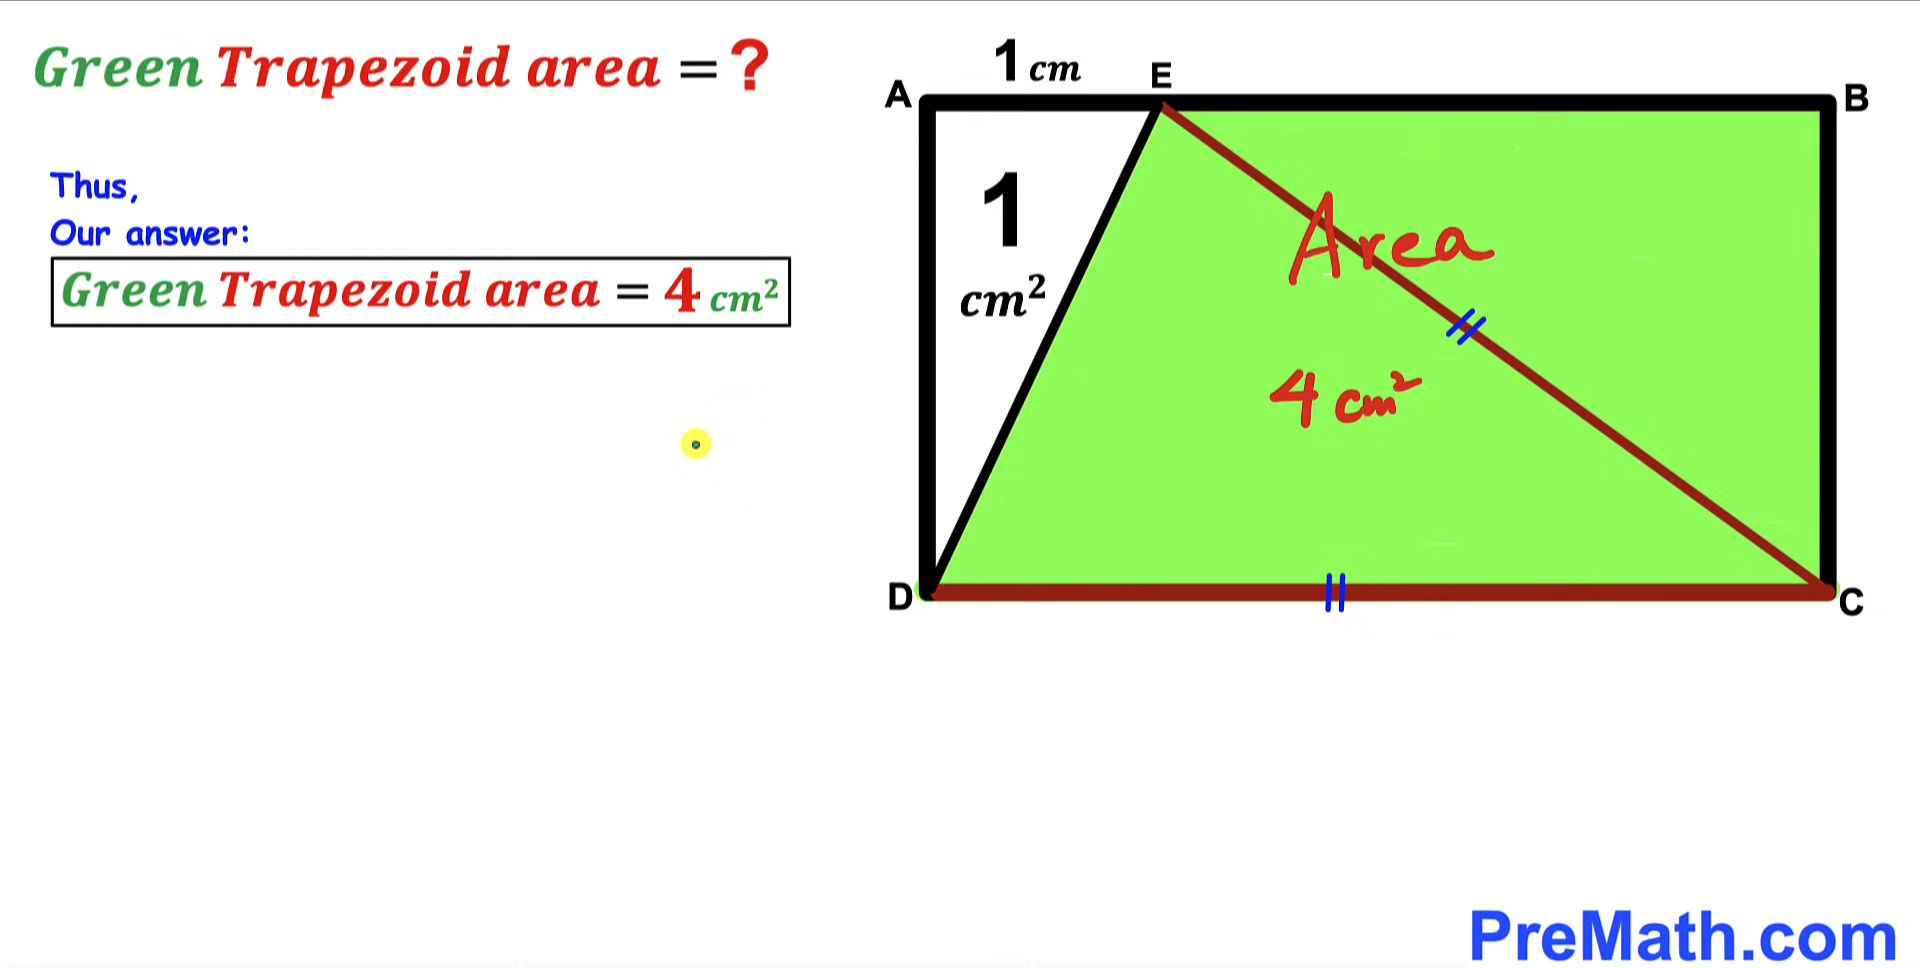 Green Trapezoid area = ?
Thus,
Our answer:
Green Trapezoid area = 4 cm²
1 cm
A
E
B
1
cm²
Area
4 cm²
D
C
PreMath.com